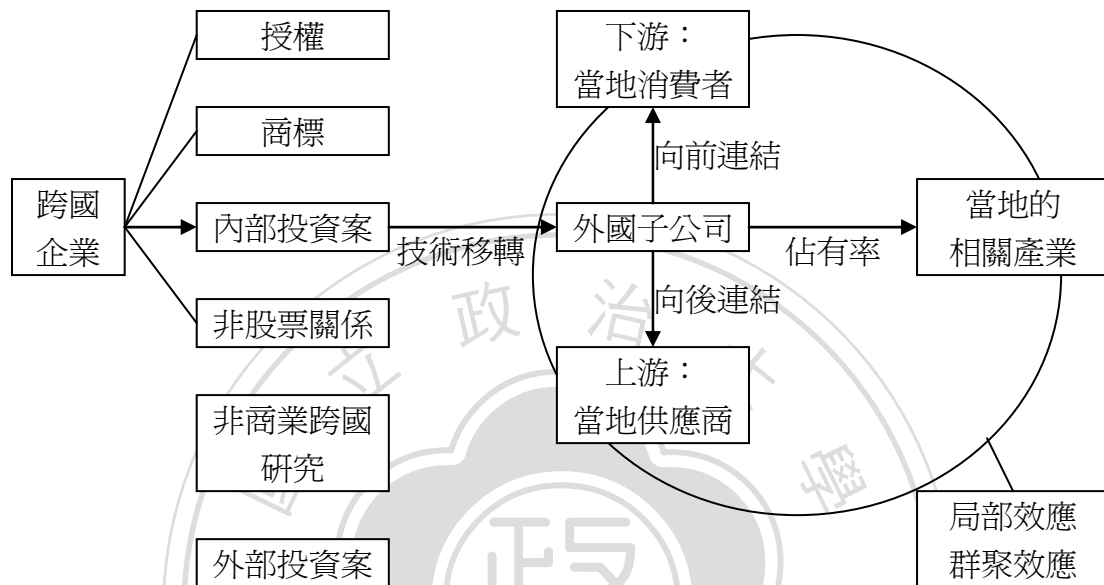 授權
商標
跨國
企業
內部投資案
非股票關係
非商業跨國
研究
外部投資案
技術移轉
下游：
當地消費者
向前連結
外國子公司
向後連結
上游：
當地供應商
佔有率
當地的
相關產業
局部效應
群聚效應
立
政
治
學